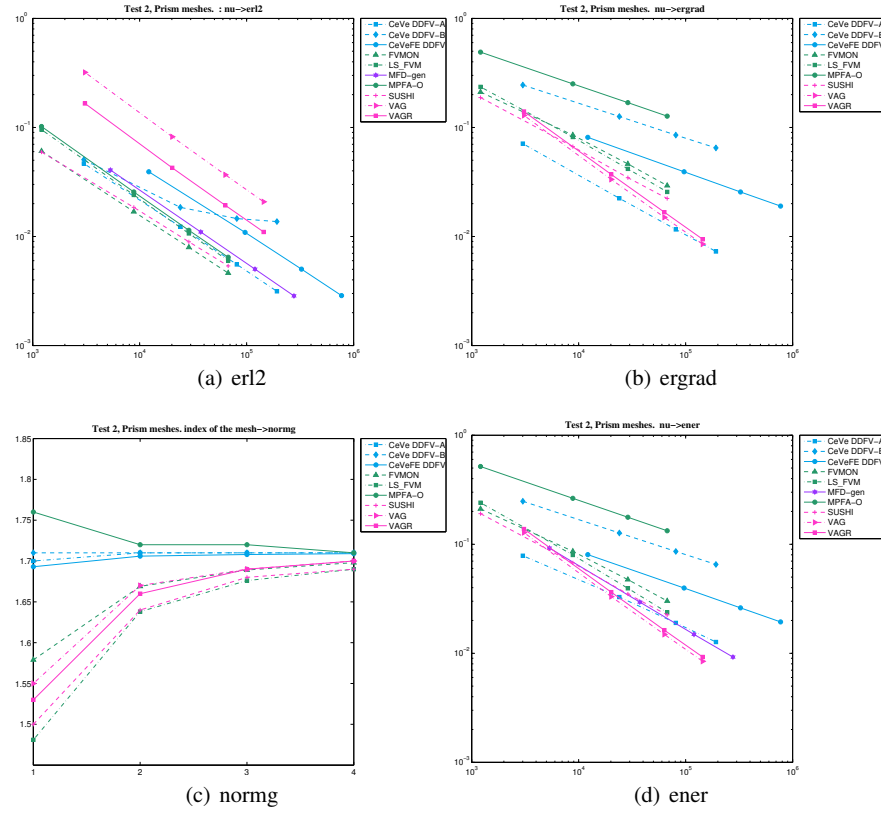 Test 2, Prism meshes. : nu->erl2
10^0
10^-1
10^-2
10^-3
10^3
10^4
10^5
10^6
CeVe DDFV-A
CeVe DDFV-B
CeVeFE DDFV
FVMON
LS_FVM
MFD-gen
MPFA-O
SUSHI
VAG
VAGR
(a) erl2
Test 2, Prism meshes. nu->ergrad
10^0
10^-1
10^-2
10^-3
10^3
10^4
10^5
10^6
CeVe DDFV-A
CeVe DDFV-B
CeVeFE DDFV
FVMON
LS_FVM
MPFA-O
SUSHI
VAG
VAGR
(b) ergrad
Test 2, Prism meshes. index of the mesh->normg
1.85
1.8
1.75
1.7
1.65
1.6
1.55
1.5
1
2
3
4
CeVe DDFV-A
CeVe DDFV-B
CeVeFE DDFV
FVMON
LS_FVM
MPFA-O
SUSHI
VAG
VAGR
(c) normg
Test 2, Prism meshes. nu->ener
10^0
10^-1
10^-2
10^-3
10^3
10^4
10^5
10^6
CeVe DDFV-A
CeVe DDFV-B
CeVeFE DDFV
FVMON
LS_FVM
MFD-gen
MPFA-O
SUSHI
VAG
VAGR
(d) ener